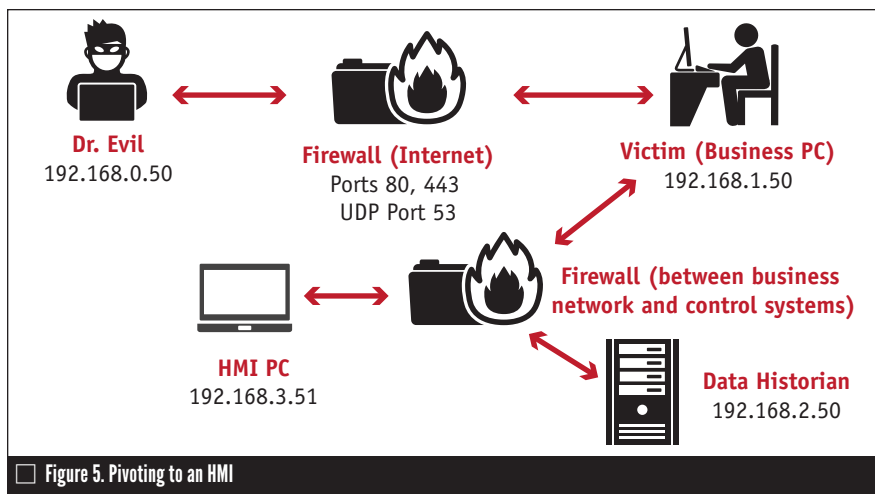 Dr. Evil
192.168.0.50
Firewall (Internet)
Ports 80, 443
UDP Port 53
Victim (Business PC)
192.168.1.50
HMI PC
192.168.3.51
Firewall (between business
network and control systems)
Data Historian
192.168.2.50
Figure 5. Pivoting to an HMI